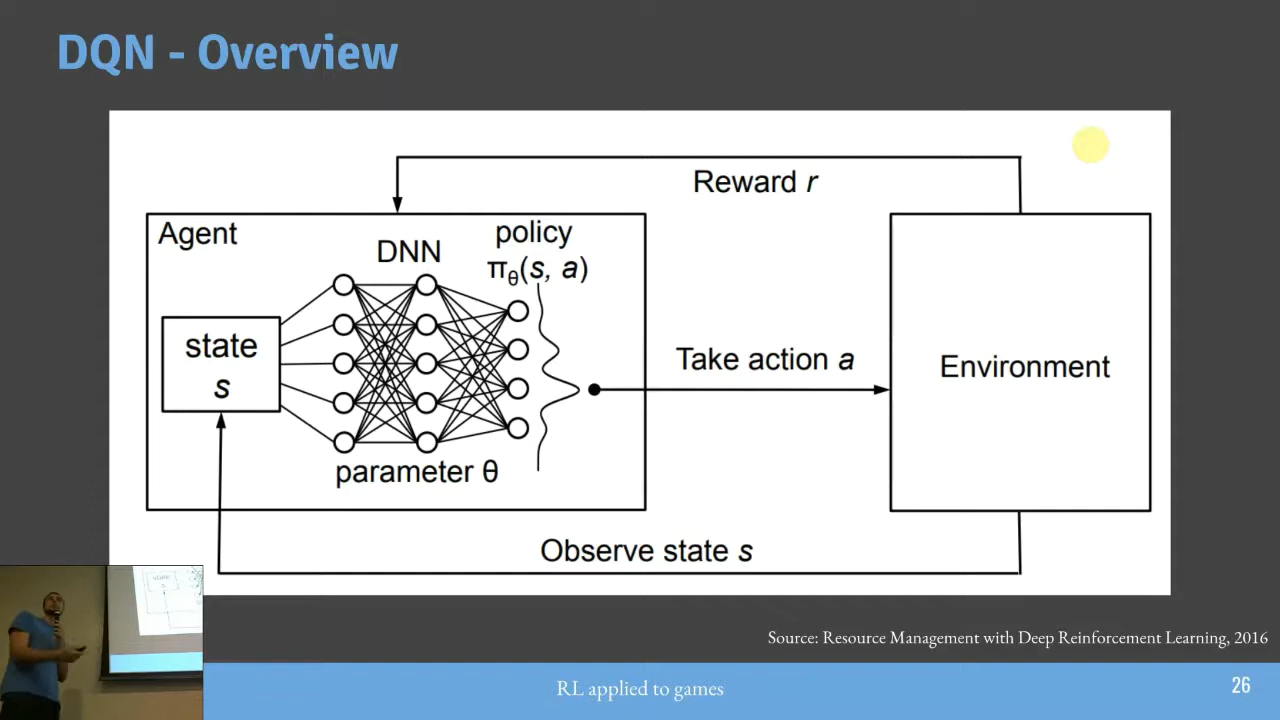 DQN - Overview
Reward r
Agent
DNN
policy
πθ(s, a)
state
s
Take action a
Environment
parameter θ
Observe state s
Source: Resource Management with Deep Reinforcement Learning, 2016
RL applied to games
26
state